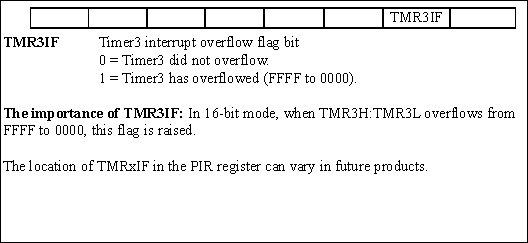 TMR3IF
TMR3IF Timer3 interrupt overflow flag bit
0 = Timer3 did not overflow.
1 = Timer3 has overflowed (FFFF to 0000).
The importance of TMR3IF: In 16-bit mode, when TMR3H:TMR3L overflows from
FFFF to 0000, this flag is raised.
The location of TMRxIF in the PIR register can vary in future products.